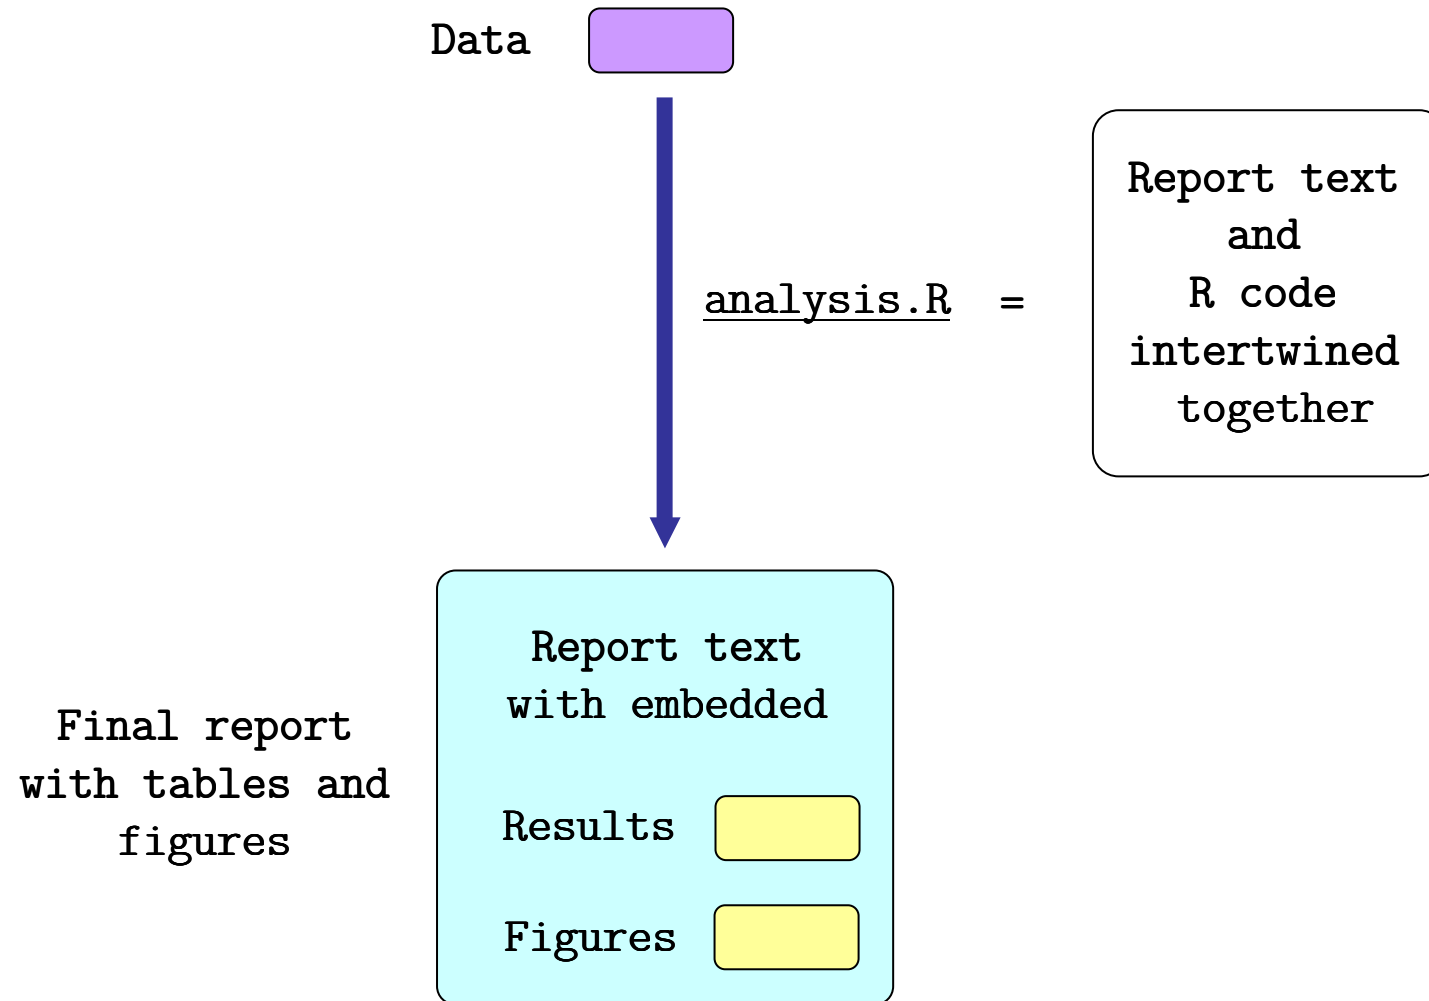 Data
analysis.R =
Report text
and
R code
intertwined
together
Final report
with tables and
figures
Report text
with embedded
Results
Figures